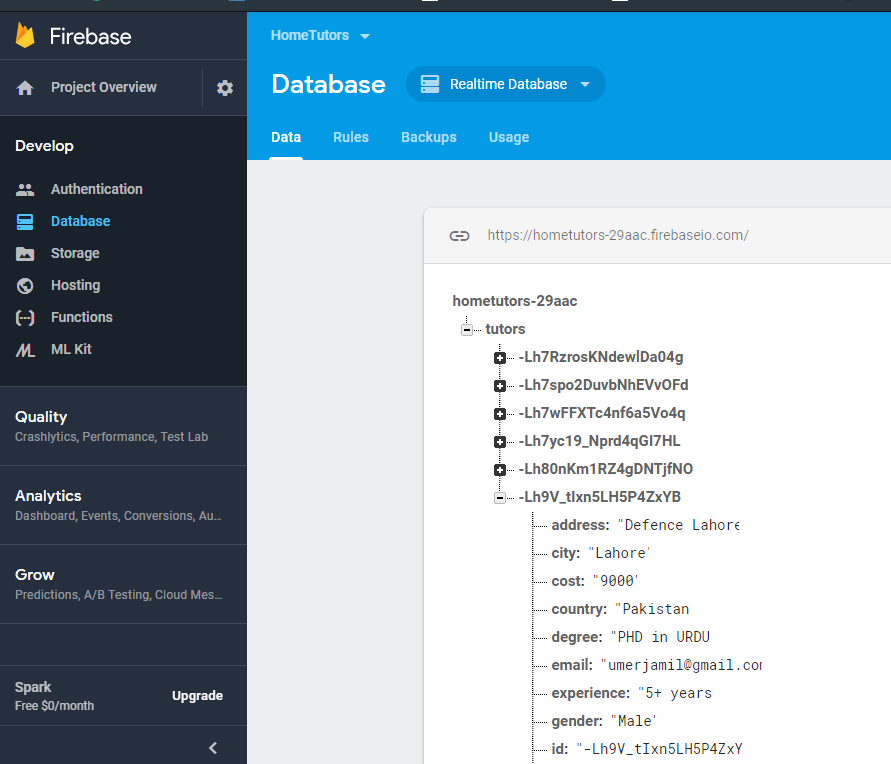 Firebase
Project Overview
Develop
Authentication
Database
Storage
Hosting
Functions
ML Kit
Quality
Crashlytics, Performance, Test Lab
Analytics
Dashboard, Events, Conversions, Au...
Grow
Predictions, A/B Testing, Cloud Mes...
Spark
Free $0/month
Upgrade
HomeTutors
Database
Realtime Database
Data
Rules
Backups
Usage
https://hometutors-29aac.firebaseio.com/
hometutors-29aac
tutors
-Lh7RzrosKNdewlDa04g
-Lh7spo2DuvbNhEVvOFd
-Lh7wFFXTc4nf6a5Vo4q
-Lh7yc19_Nprd4qGI7HL
-Lh80nKm1RZ4gDNTjfNO
-Lh9V_tIxn5LH5P4ZxYB
address: "Defence Lahore
city: "Lahore"
cost: "9000"
country: "Pakistan
degree: "PHD in URDU
email: "umerjamil@gmail.com
experience: "5+ years
gender: "Male"
id: "-Lh9V_tIxn5LH5P4ZxY